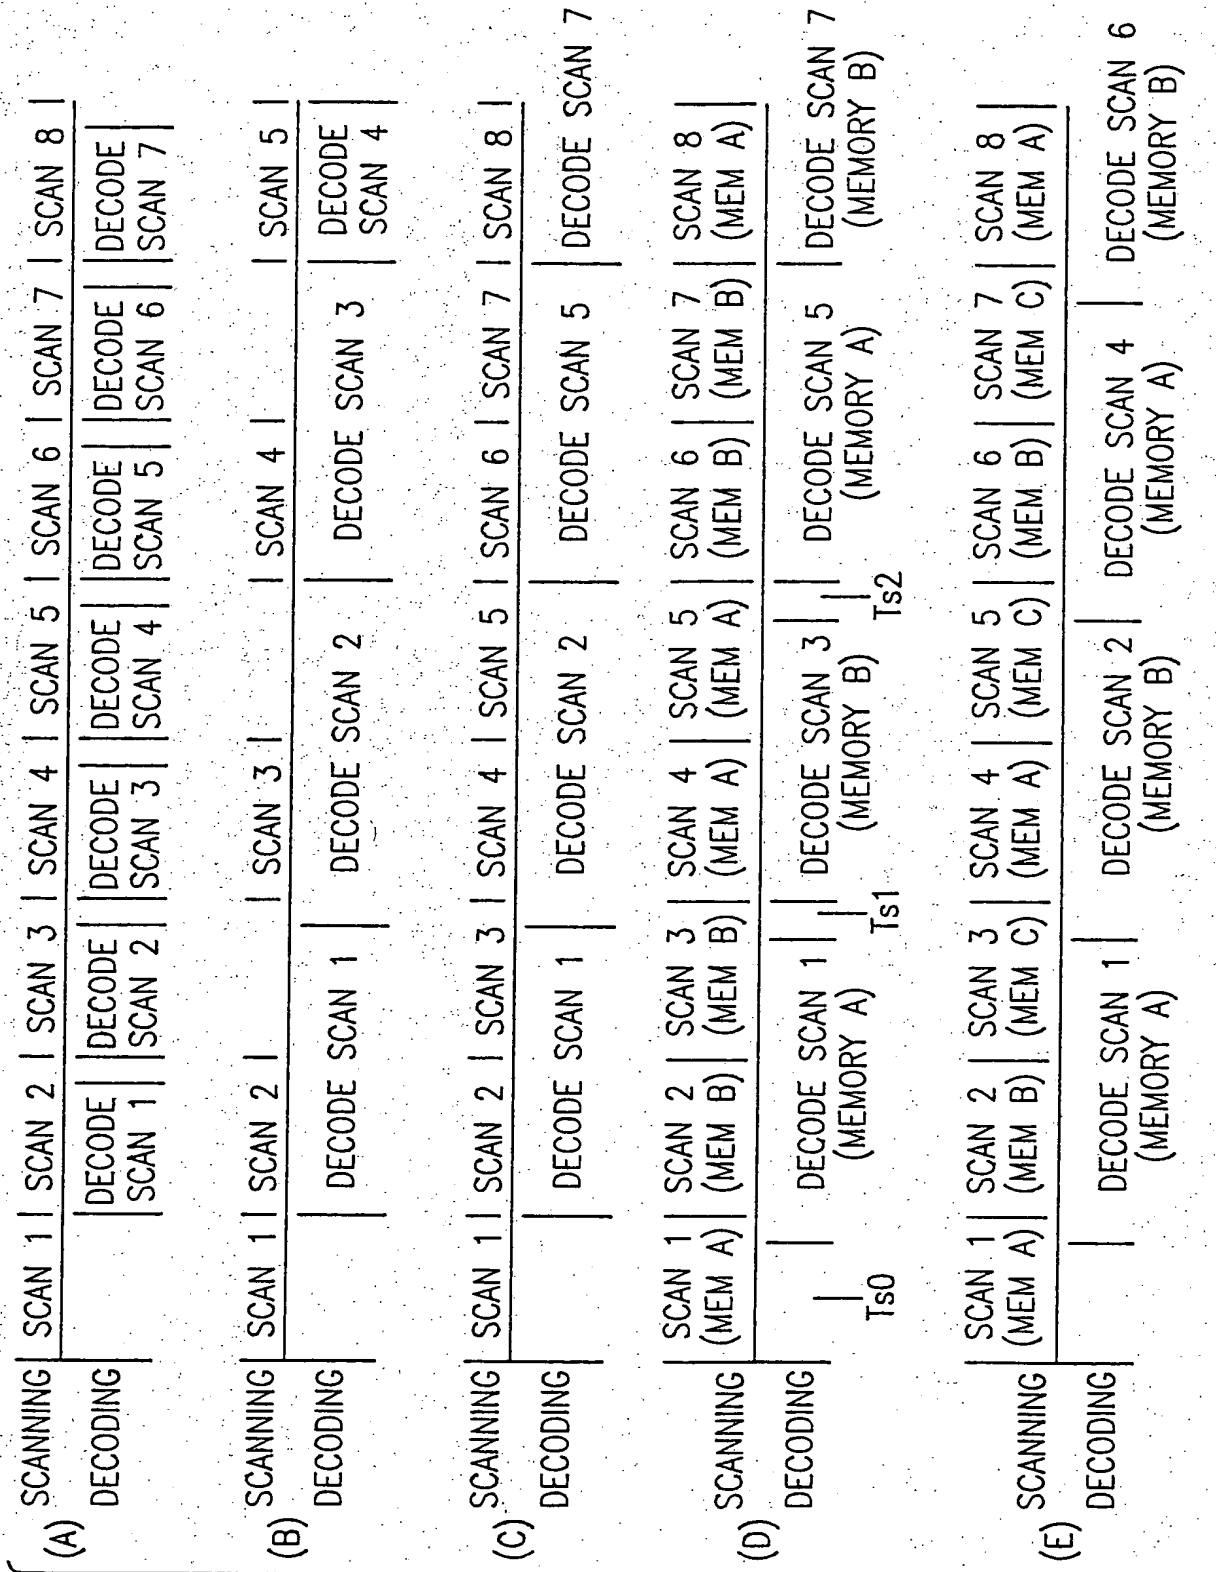 (A)
SCANNING | SCAN 1 | SCAN 2 | SCAN 3 | SCAN 4 | SCAN 5 | SCAN 6 | SCAN 7 | SCAN 8 |
DECODING | DECODE | DECODE | DECODE | DECODE | DECODE | DECODE | DECODE
SCAN 1 | SCAN 2 | SCAN 3 | SCAN 4 | SCAN 5 | SCAN 6 | SCAN 7
(B)
SCANNING | SCAN 1 | SCAN 2 | | SCAN 3 | | SCAN 4 | | SCAN 5 |
DECODING | DECODE SCAN 1 | DECODE SCAN 2 | DECODE SCAN 3 | DECODE
SCAN 4
(C)
SCANNING | SCAN 1 | SCAN 2 | SCAN 3 | SCAN 4 | SCAN 5 | SCAN 6 | SCAN 7 | SCAN 8 |
DECODING | DECODE SCAN 1 | DECODE SCAN 2 | DECODE SCAN 5 | DECODE SCAN 7
(D)
SCANNING | SCAN 1 | SCAN 2 | SCAN 3 | SCAN 4 | SCAN 5 | SCAN 6 | SCAN 7 | SCAN 8 |
(MEM A) | (MEM B) | (MEM B) | (MEM A) | (MEM A) | (MEM B) | (MEM B) | (MEM A)
DECODING | DECODE SCAN 1 | DECODE SCAN 3 | DECODE SCAN 5 | DECODE SCAN 7
(MEMORY A) (MEMORY B) (MEMORY A) (MEMORY B)
Ts0 Ts1 Ts2
(E)
SCANNING | SCAN 1 | SCAN 2 | SCAN 3 | SCAN 4 | SCAN 5 | SCAN 6 | SCAN 7 | SCAN 8 |
(MEM A) | (MEM B) | (MEM C) | (MEM A) | (MEM C) | (MEM B) | (MEM C) | (MEM A)
DECODING | DECODE SCAN 1 | DECODE SCAN 2 | DECODE SCAN 4 | DECODE SCAN 6
(MEMORY A) (MEMORY B) (MEMORY A) (MEMORY B)